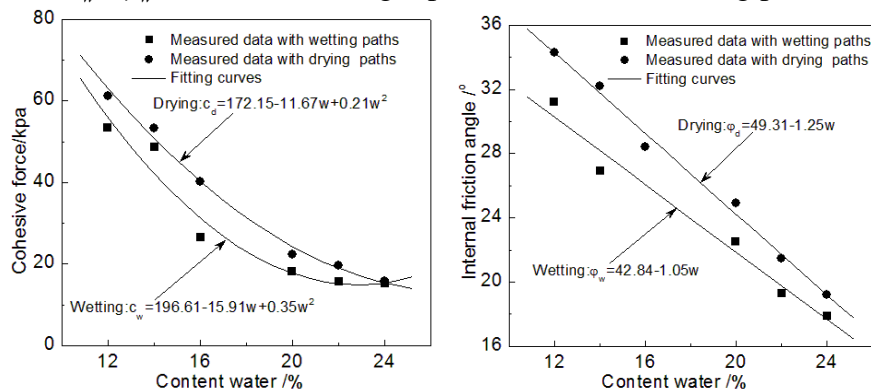 80
60
40
20
0
12
16
20
24
Cohesive force/kpa
Content water /%
Measured data with wetting paths
Measured data with drying paths
Fitting curves
Drying:c_d=172.15-11.67w+0.21w²
Wetting:c_w=196.61-15.91w+0.35w²
36
32
28
24
20
16
12
16
20
24
Internal friction angle /°
Content water /%
Measured data with wetting paths
Measured data with drying paths
Fitting curves
Drying:φ_d=49.31-1.25w
Wetting:φ_w=42.84-1.05w